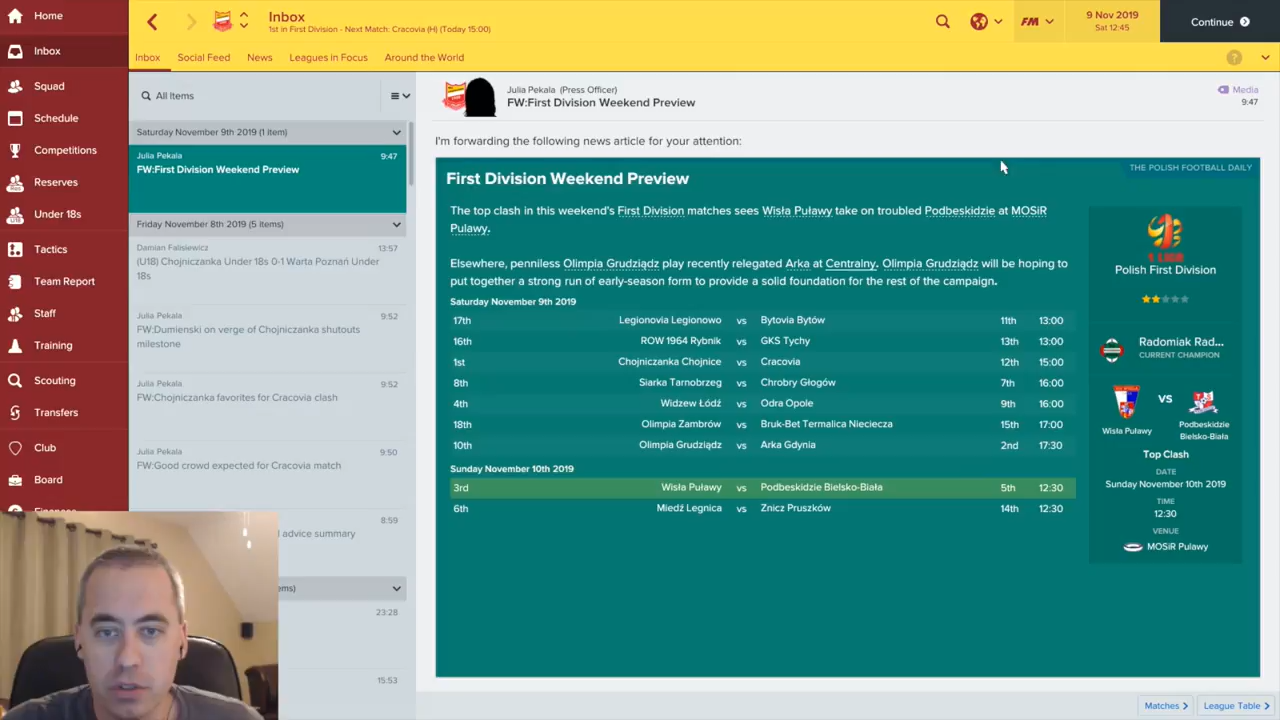 Home
Inbox
Squad
Schedule
Competitions
Reserves
Under 18s
Tactics
Team Report
Staff
Training
Scouting
Transfers
Club
Board
Inbox
1st in First Division - Next Match: Cracovia (H) (Today 15:00)
FM
9 Nov 2019
Sat 12:45
Continue
Inbox
Social Feed
News
Leagues in Focus
Around the World
All Items
Saturday November 9th 2019 (1 item)
Julia Pekala 9:47
FW:First Division Weekend Preview
Friday November 8th 2019 (5 items)
Damian Falisiewicz 13:57
(U18) Chojniczanka Under 18s 0-1 Warta Poznań Under
18s
Julia Pekala 9:52
FW:Dumienski on verge of Chojniczanka shutouts
milestone
Julia Pekala 9:52
FW:Chojniczanka favorites for Cracovia clash
Julia Pekala 9:50
FW:Good crowd expected for Cracovia match
8:59
advice summary
23:28
15:53
Julia Pekala (Press Officer)
FW:First Division Weekend Preview
Media
9:47
I'm forwarding the following news article for your attention:
First Division Weekend Preview
THE POLISH FOOTBALL DAILY
The top clash in this weekend's First Division matches sees Wisła Puławy take on troubled Podbeskidzie at MOSiR
Pulawy.
Elsewhere, penniless Olimpia Grudziądz play recently relegated Arka at Centralny. Olimpia Grudziądz will be hoping to
put together a strong run of early-season form to provide a solid foundation for the rest of the campaign.
Saturday November 9th 2019
17th Legionovia Legionowo vs Bytovia Bytów 11th 13:00
16th ROW 1964 Rybnik vs GKS Tychy 13th 13:00
1st Chojniczanka Chojnice vs Cracovia 12th 15:00
8th Siarka Tarnobrzeg vs Chrobry Głogów 7th 16:00
4th Widzew Łódź vs Odra Opole 9th 16:00
18th Olimpia Zambrów vs Bruk-Bet Termalica Nieciecza 15th 17:00
10th Olimpia Grudziądz vs Arka Gdynia 2nd 17:30
Sunday November 10th 2019
3rd Wisła Puławy vs Podbeskidzie Bielsko-Biała 5th 12:30
6th Miedź Legnica vs Znicz Pruszków 14th 12:30
1 LIGA
Polish First Division
Radomiak Rad...
CURRENT CHAMPION
VS
Wisła Puławy
Podbeskidzie
Bielsko-Biała
Top Clash
DATE
Sunday November 10th 2019
TIME
12:30
VENUE
MOSiR Pulawy
Matches
League Table